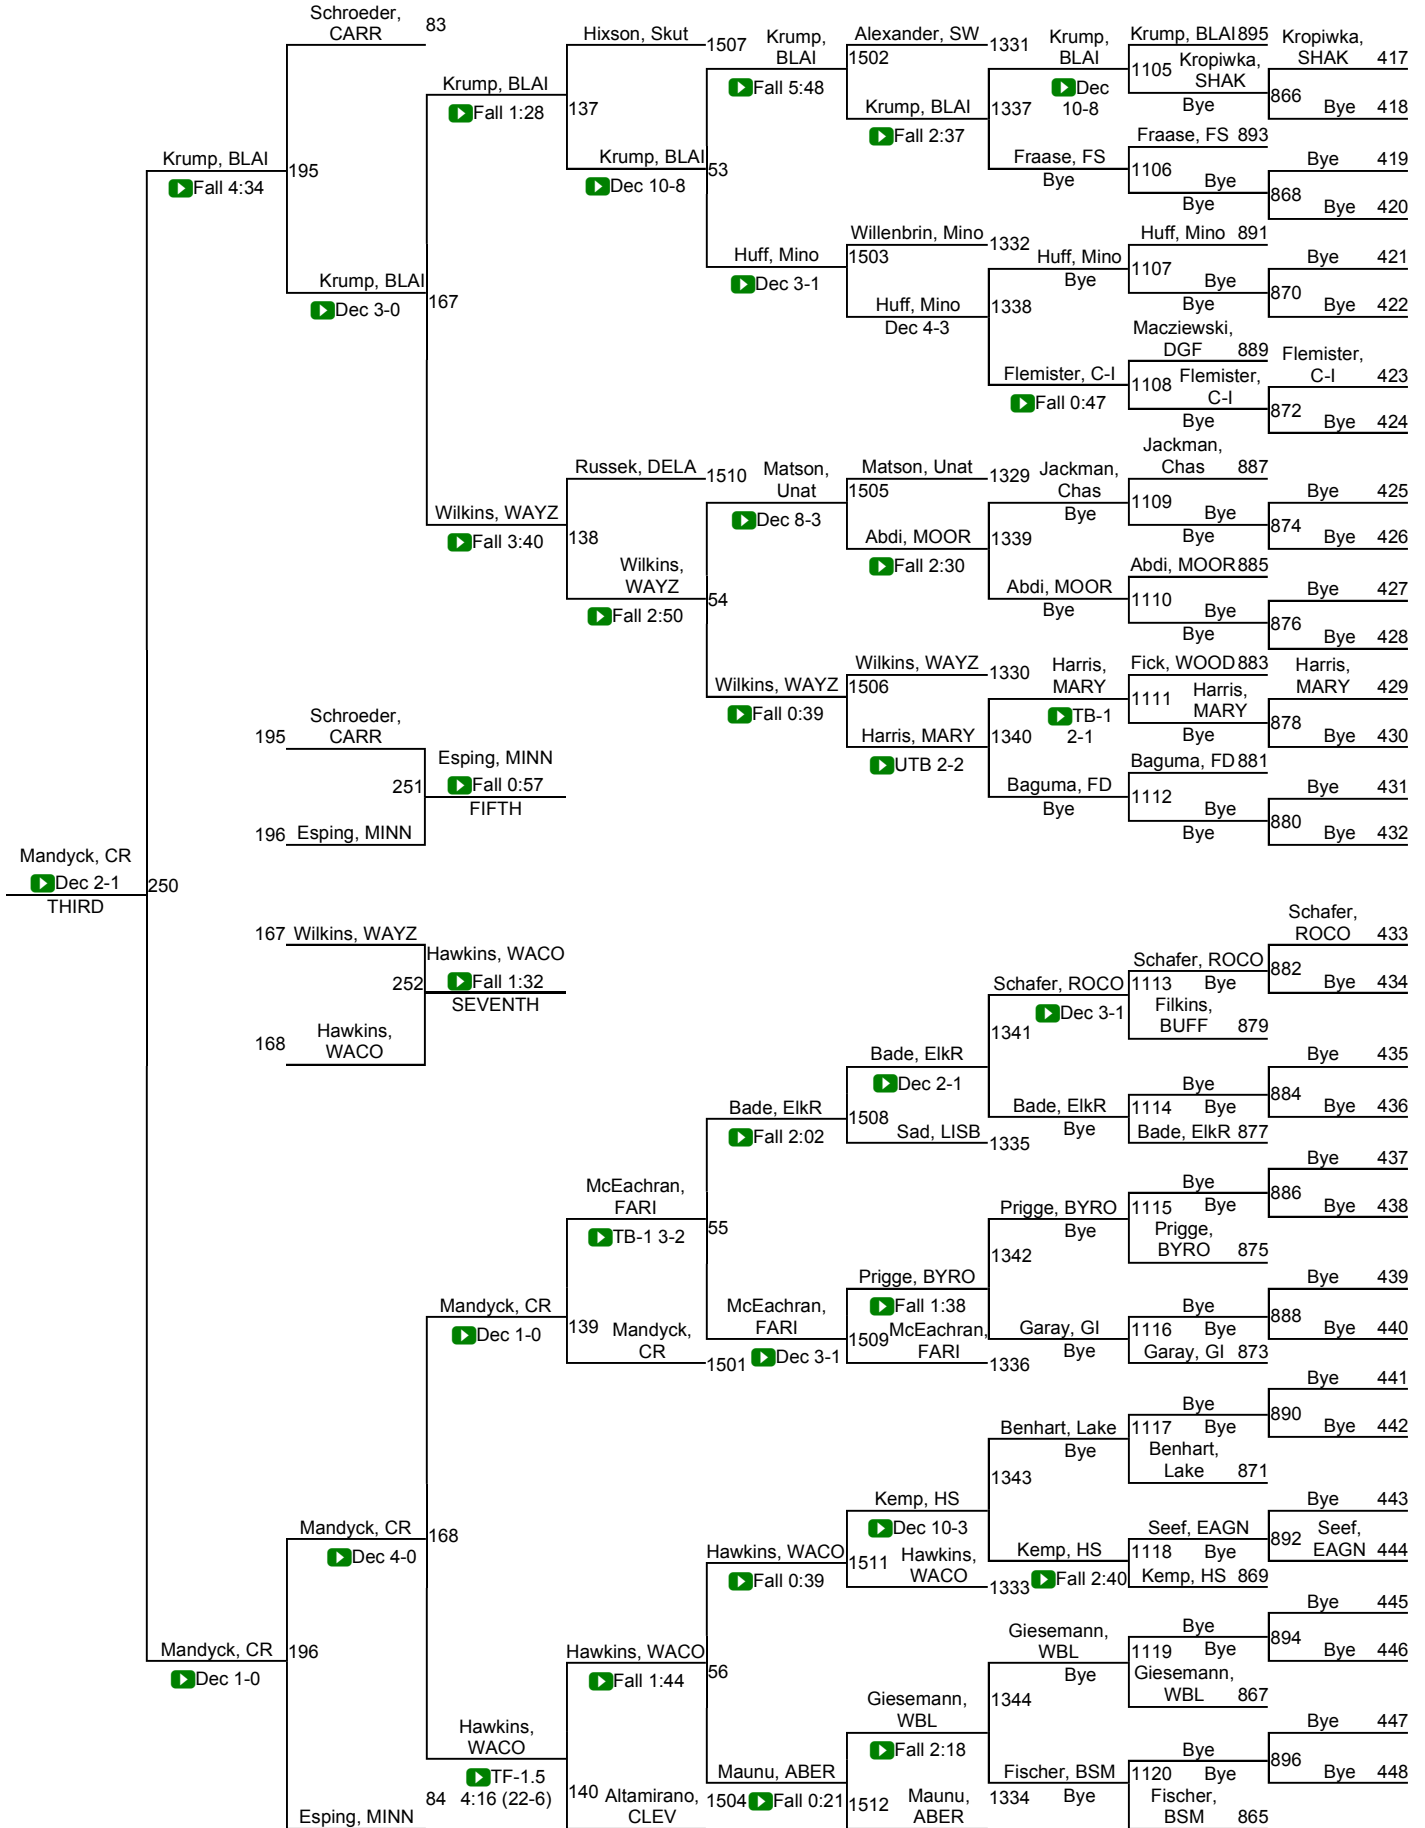 Schroeder,
CARR 83
Krump, BLAI
Fall 4:34
195
Krump, BLAI
Dec 3-0
Krump, BLAI
Fall 1:28
167
Wilkins, WAYZ
Fall 3:40
Hixson, Skut 1507
137
Krump, BLAI
Dec 10-8
Russek, DELA 1510
138
Wilkins,
WAYZ
Fall 2:50
Krump,
BLAI
Fall 5:48
53
Huff, Mino
Dec 3-1
Matson,
Unat
Dec 8-3
54
Wilkins, WAYZ
Fall 0:39
Alexander, SW 1331
1502
Krump, BLAI
Fall 2:37
Willenbrin, Mino 1332
1503
Huff, Mino
Dec 4-3
Matson, Unat 1329
1505
Abdi, MOOR
Fall 2:30
Wilkins, WAYZ 1330
1506
Harris, MARY
UTB 2-2
Krump,
BLAI
Dec
10-8
1337
Fraase, FS
Bye
Huff, Mino
Bye
1338
Flemister, C-I
Fall 0:47
Jackman,
Chas
Bye
1339
Abdi, MOOR
Bye
Harris,
MARY
TB-1
2-1
1340
Baguma, FD
Bye
Krump, BLAI 895
1105 Kropiwka,
SHAK
Bye
Fraase, FS 893
1106 Bye
Bye
Huff, Mino 891
1107 Bye
Bye
Macziewski,
DGF 889
1108 Flemister,
C-I
Bye
Jackman,
Chas 887
1109 Bye
Bye
Abdi, MOOR 885
1110 Bye
Bye
Fick, WOOD 883
1111 Harris,
MARY
Bye
Baguma, FD 881
1112 Bye
Bye
Kropiwka,
SHAK 417
866 Bye 418
Bye 419
868 Bye 420
Bye 421
870 Bye 422
Flemister,
C-I 423
872 Bye 424
Bye 425
874 Bye 426
Bye 427
876 Bye 428
Harris,
MARY 429
878 Bye 430
Bye 431
880 Bye 432
195 Schroeder,
CARR
251
196 Esping, MINN
Esping, MINN
Fall 0:57
FIFTH
Mandyck, CR
Dec 2-1
THIRD
250
167 Wilkins, WAYZ
252
168 Hawkins,
WACO
Hawkins, WACO
Fall 1:32
SEVENTH
Mandyck, CR
Dec 1-0
196
Mandyck, CR
Dec 4-0
Esping, MINN 84
Mandyck, CR
Dec 1-0
168
Hawkins,
WACO
TF-1.5
4:16 (22-6)
McEachran,
FARI
TB-1 3-2
139 Mandyck,
CR 1501
Hawkins, WACO
Fall 1:44
140 Altamirano,
CLEV 1504
Bade, ElkR
Fall 2:02
55
McEachran,
FARI
Dec 3-1
Hawkins, WACO
Fall 0:39
56
Maunu, ABER
Fall 0:21
Bade, ElkR
Dec 2-1
1508
Sad, LISB 1335
Prigge, BYRO
Fall 1:38
1509 McEachran,
FARI 1336
Kemp, HS
Dec 10-3
1511 Hawkins,
WACO 1333
Giesemann,
WBL
Fall 2:18
1512 Maunu,
ABER 1334
Schafer, ROCO
Dec 3-1
1341
Bade, ElkR
Bye
Prigge, BYRO
Bye
1342
Garay, GI
Bye
Benhart, Lake
Bye
1343
Kemp, HS
Fall 2:40
Giesemann,
WBL
Bye
1344
Fischer, BSM
Bye
Schafer, ROCO
1113 Bye
Filkins,
BUFF 879
Bye
1114 Bye
Bade, ElkR 877
Bye
1115 Bye
Prigge,
BYRO 875
Bye
1116 Bye
Garay, GI 873
Bye
1117 Bye
Benhart,
Lake 871
Seef, EAGN
1118 Bye
Kemp, HS 869
Bye
1119 Bye
Giesemann,
WBL 867
Bye
1120 Bye
Fischer,
BSM 865
Schafer,
ROCO 433
882 Bye 434
Bye 435
884 Bye 436
Bye 437
886 Bye 438
Bye 439
888 Bye 440
Bye 441
890 Bye 442
Bye 443
892 Seef,
EAGN 444
Bye 445
894 Bye 446
Bye 447
896 Bye 448